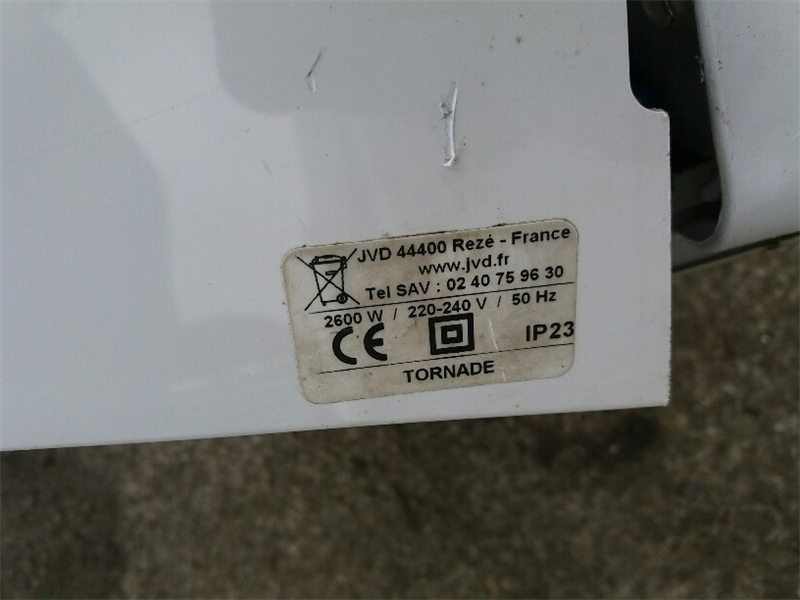 JVD 44400 Rezé - France
www.jvd.fr
Tel SAV : 02 40 75 96 30
2600 W / 220-240 V / 50 Hz
CE IP23
TORNADE